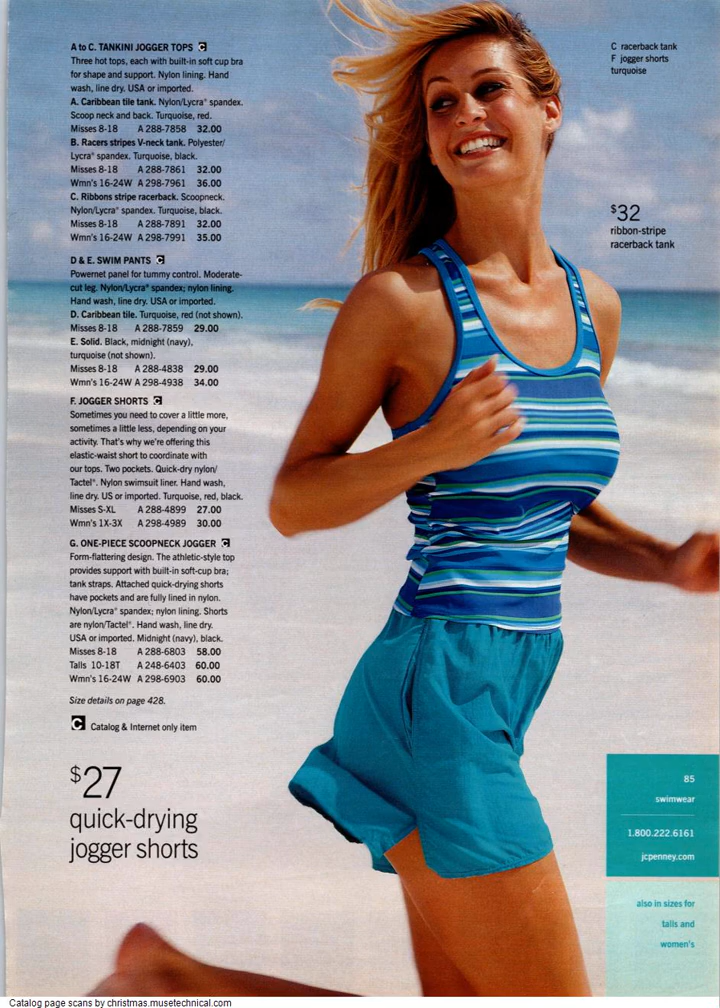 A to C. TANKINI JOGGER TOPS C
Three hot tops, each with built-in soft cup bra
for shape and support. Nylon lining. Hand
wash, line dry. USA or imported.
A. Caribbean tile tank. Nylon/Lycra® spandex.
Scoop neck and back. Turquoise, red.
Misses 8-18 A 288-7858 32.00
B. Racers stripes V-neck tank. Polyester/
Lycra® spandex. Turquoise, black.
Misses 8-18 A 288-7861 32.00
Wmn's 16-24W A 298-7961 36.00
C. Ribbons stripe racerback. Scoopneck.
Nylon/Lycra® spandex. Turquoise, black.
Misses 8-18 A 288-7891 32.00
Wmn's 16-24W A 298-7991 35.00
D & E. SWIM PANTS C
Powernet panel for tummy control. Moderate-
cut leg. Nylon/Lycra® spandex; nylon lining.
Hand wash, line dry. USA or imported.
D. Caribbean tile. Turquoise, red (not shown).
Misses 8-18 A 288-7859 29.00
E. Solid. Black, midnight (navy),
turquoise (not shown).
Misses 8-18 A 288-4838 29.00
Wmn's 16-24W A 298-4938 34.00
F. JOGGER SHORTS C
Sometimes you need to cover a little more,
sometimes a little less, depending on your
activity. That's why we're offering this
elastic-waist short to coordinate with
our tops. Two pockets. Quick-dry nylon/
Tactel®. Nylon swimsuit liner. Hand wash,
line dry. US or imported. Turquoise, red, black.
Misses S-XL A 288-4899 27.00
Wmn's 1X-3X A 298-4989 30.00
G. ONE-PIECE SCOOPNECK JOGGER C
Form-flattering design. The athletic-style top
provides support with built-in soft-cup bra;
tank straps. Attached quick-drying shorts
have pockets and are fully lined in nylon.
Nylon/Lycra® spandex; nylon lining. Shorts
are nylon/Tactel®. Hand wash, line dry.
USA or imported. Midnight (navy), black.
Misses 8-18 A 288-6803 58.00
Talls 10-18T A 248-6403 60.00
Wmn's 16-24W A 298-6903 60.00
Size details on page 428.
C Catalog & Internet only item
$27
quick-drying
jogger shorts
C racerback tank
F jogger shorts
turquoise
$32
ribbon-stripe
racerback tank
85
swimwear
1.800.222.6161
jcpenney.com
also in sizes for
talls and
women's
Catalog page scans by christmas.musetechnical.com